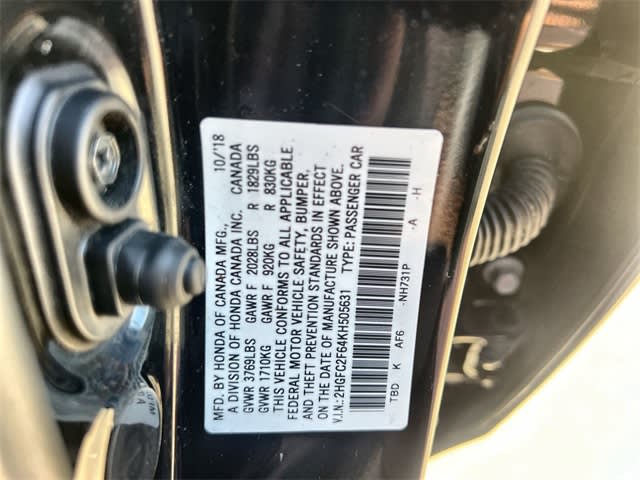 MFD. BY HONDA OF CANADA MFG., 10/'18
A DIVISION OF HONDA CANADA INC. CANADA
GVWR 3769LBS GAWR F 2028LBS R 1829LBS
GVWR 1710KG GAWR F 920KG R 830KG
THIS VEHICLE CONFORMS TO ALL APPLICABLE
FEDERAL MOTOR VEHICLE SAFETY, BUMPER,
AND THEFT PREVENTION STANDARDS IN EFFECT
ON THE DATE OF MANUFACTURE SHOWN ABOVE.
V.I.N.: 2HGFC2F64KH505631 TYPE: PASSENGER CAR
TBD K AF6 -NH731P -A -H